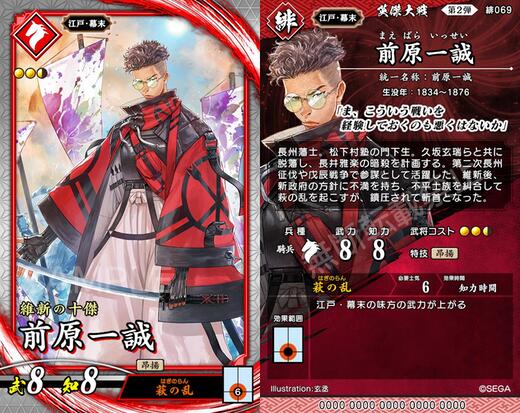 江戸・幕末
維新の十傑
前原一誠
昂揚
武8 知8
はぎのらん
萩の乱
6
緋
江戸・幕末
英傑大戦
第2弾
緋069
まえばら いっせい
前原一誠
統一名称:前原一誠
生没年:1834〜1876
「ま、こういう戦いを
経験しておくのも悪くはないか」
長州藩士。松下村塾の門下生。久坂玄瑞らと共
に脱藩し、長井雅楽の暗殺を計画する。第二次長州
征伐や戊辰戦争で参謀として活躍した。維新後、
新政府の方針に不満を持ち、不平士族を糾合して
萩の乱を起こすが、鎮圧されて斬首となった。
兵種 武力 知力 武将コスト
騎兵 8 8 特技 昂揚
はぎのらん 必要士気 効果時間
萩の乱 6 知力時間
江戸・幕末の味方の武力が上がる
効果範囲
Illustration:玄丞
©SEGA
0000 0000 0000 0000 0000